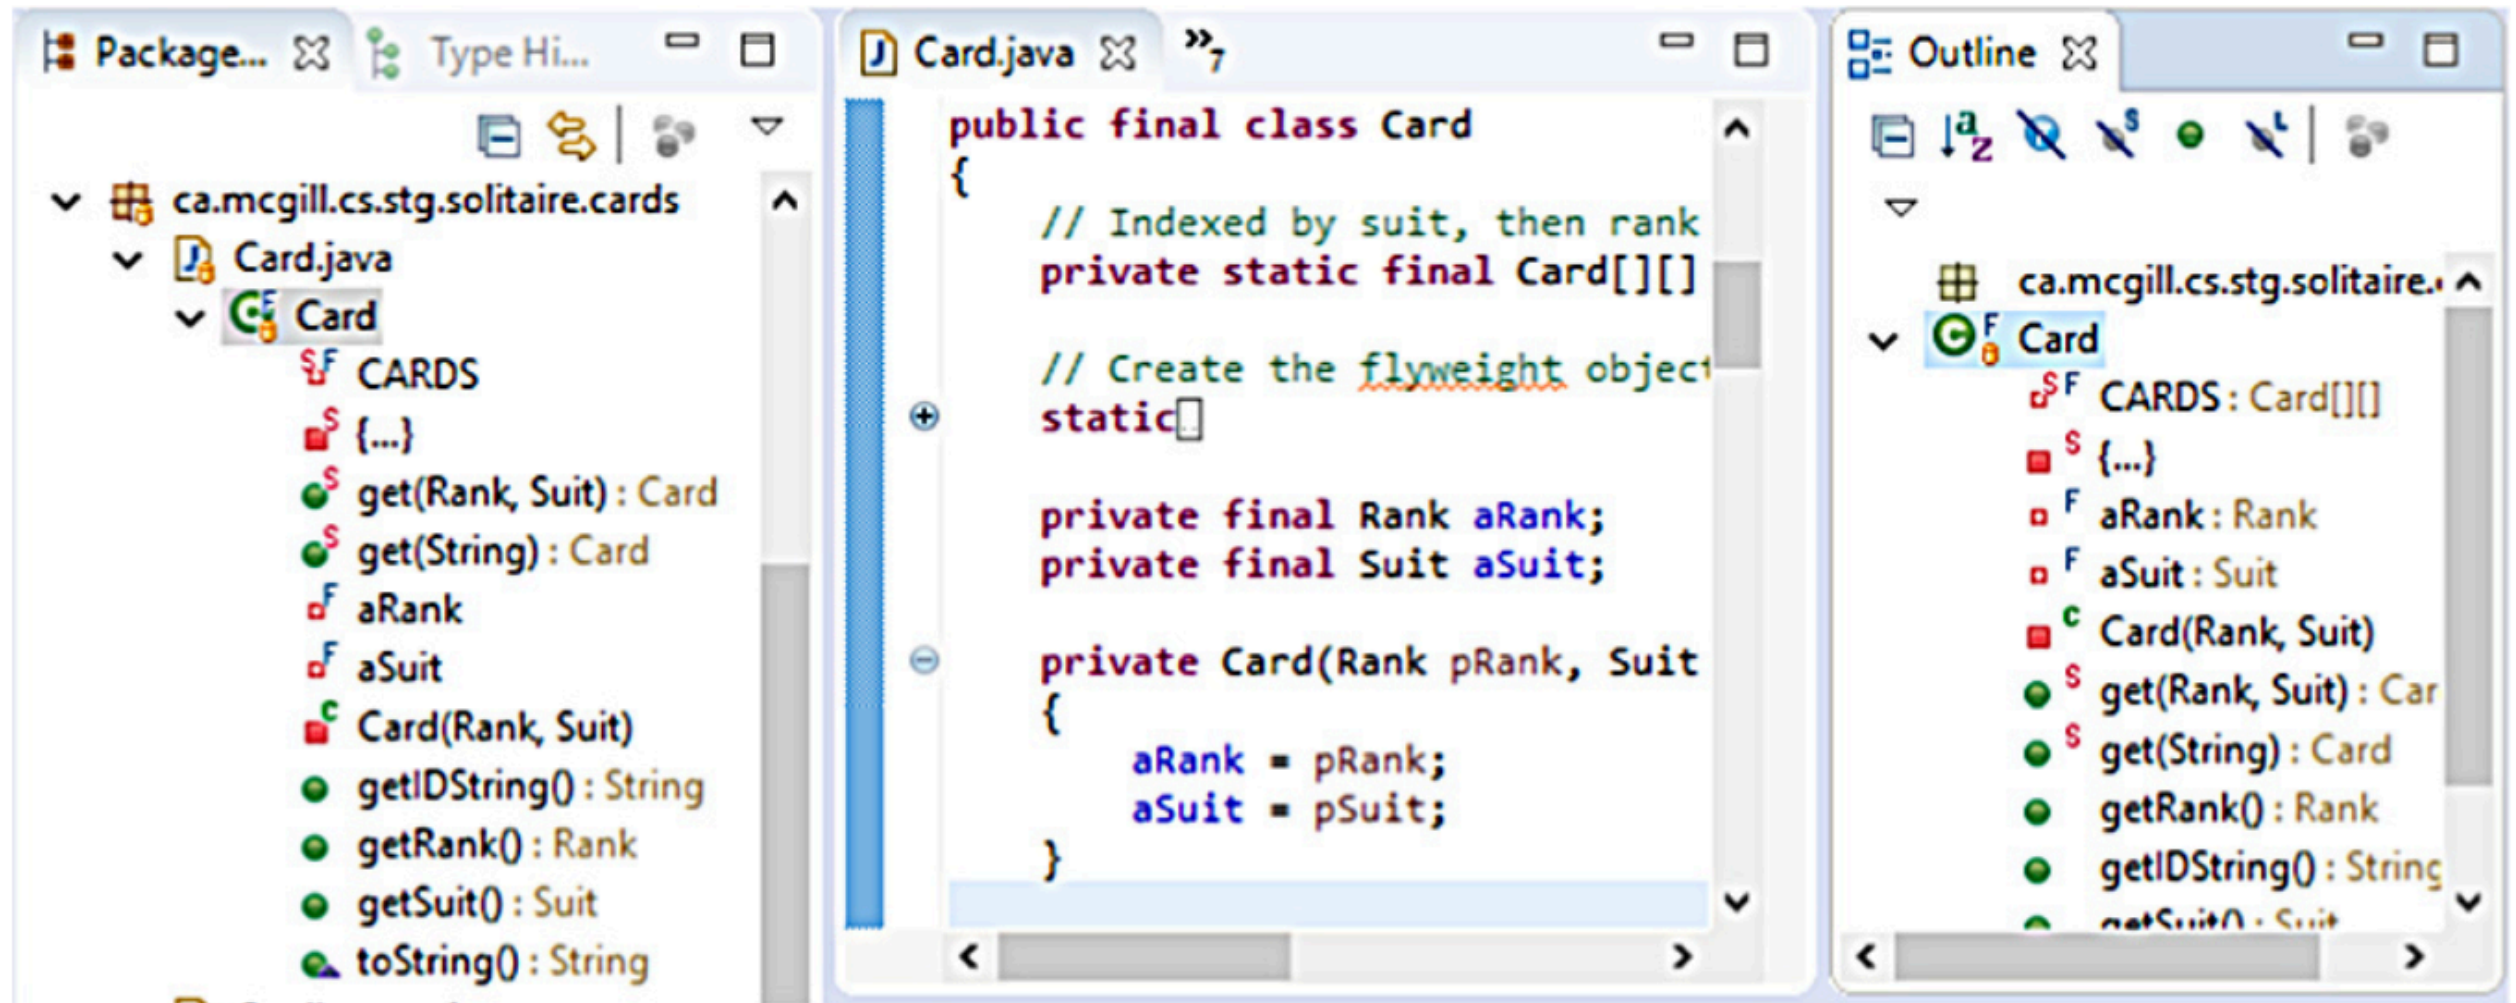 Package...
Type Hi...
ca.mcgill.cs.stg.solitaire.cards
Card.java
Card
CARDS
{...}
get(Rank, Suit) : Card
get(String) : Card
aRank
aSuit
Card(Rank, Suit)
getIDString() : String
getRank() : Rank
getSuit() : Suit
toString() : String
Card.java
»7
public final class Card
{
// Indexed by suit, then rank
private static final Card[][]
// Create the flyweight object
static
private final Rank aRank;
private final Suit aSuit;
private Card(Rank pRank, Suit
{
aRank = pRank;
aSuit = pSuit;
}
Outline
ca.mcgill.cs.stg.solitaire.
Card
CARDS : Card[][]
{...}
aRank : Rank
aSuit : Suit
Card(Rank, Suit)
get(Rank, Suit) : Car
get(String) : Card
getRank() : Rank
getIDString() : String
getSuit() : Suit